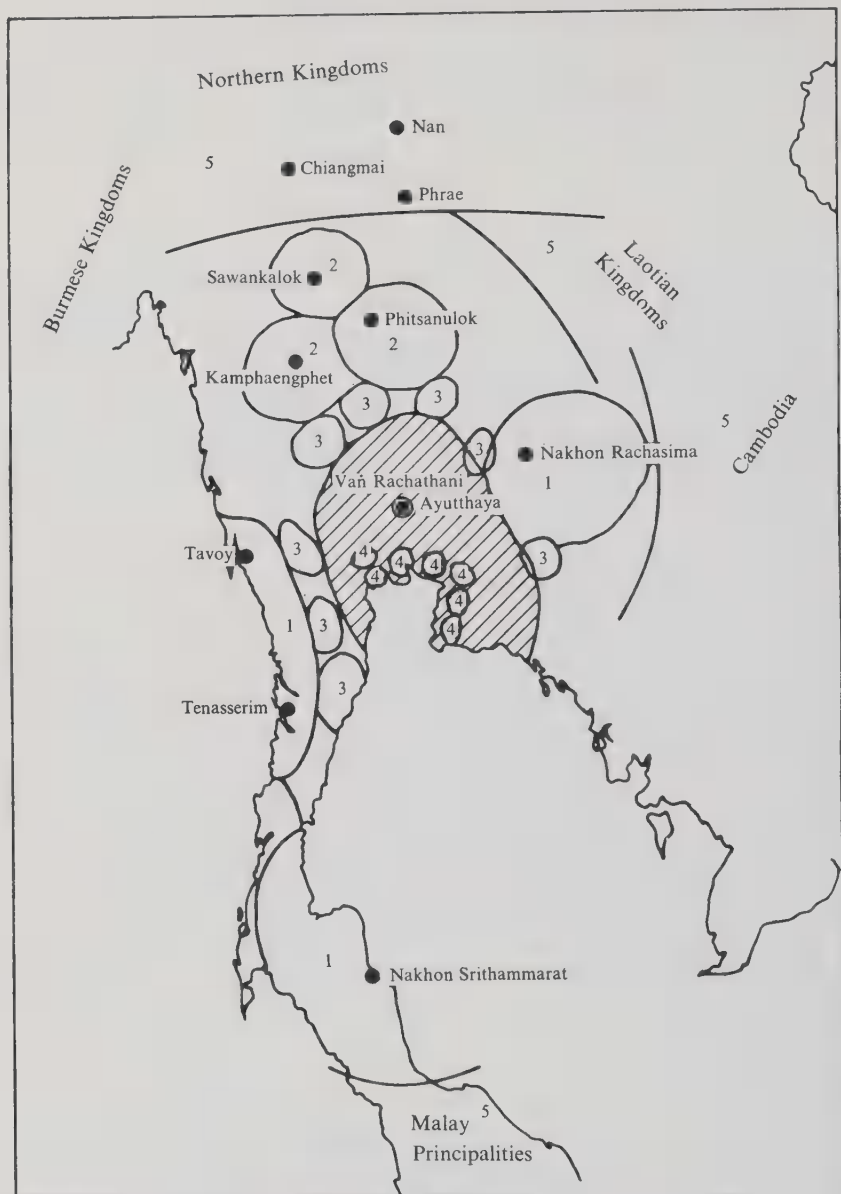 Northern Kingdoms
Nan
5
Chiangmai
Phrae
Burmese Kingdoms
5
Laotian
Kingdoms
2
Sawankalok
Phitsanulok
2
2
Kamphaengphet
3
3
3
3
5
Cambodia
Nakhon Rachasima
1
Vań Rachathani
Ayutthaya
Tavoy
3
4
4
4
4
4
4
4
3
1
3
3
Tenasserim
1
Nakhon Srithammarat
5
Malay
Principalities